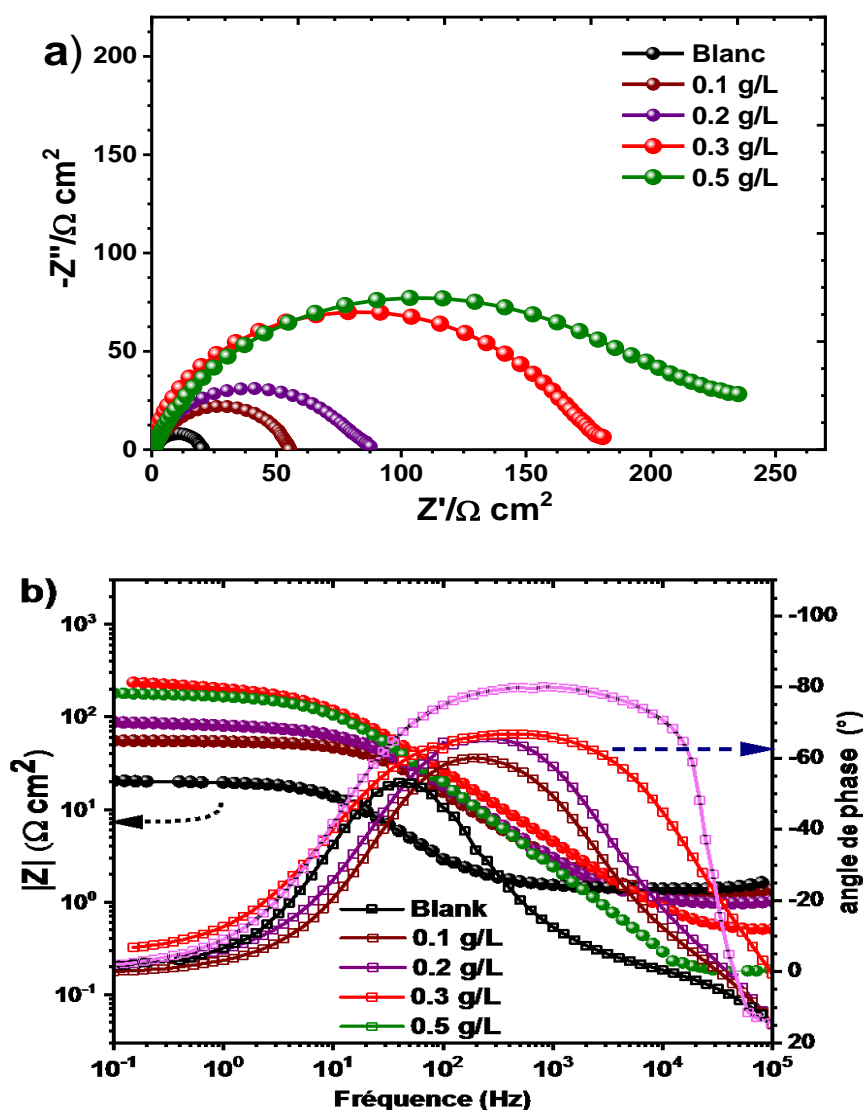 a)
200
150
100
50
0
-Z''/Ω cm²
Blanc
0.1 g/L
0.2 g/L
0.3 g/L
0.5 g/L
0 50 100 150 200 250
Z'/Ω cm²
b)
10³
10²
10¹
10⁰
10⁻¹
|Z| (Ω cm²)
-100
-80
-60
-40
-20
0
20
angle de phase (°)
Blank
0.1 g/L
0.2 g/L
0.3 g/L
0.5 g/L
10⁻¹ 10⁰ 10¹ 10² 10³ 10⁴ 10⁵
Fréquence (Hz)